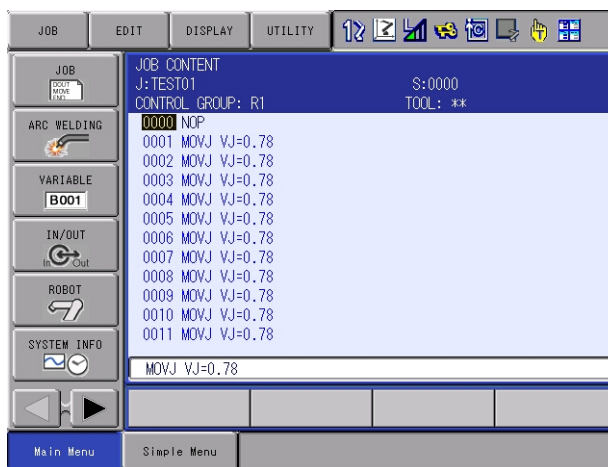 JOB EDIT DISPLAY UTILITY
JOB
DOUT
MOVE
END
ARC WELDING
VARIABLE
B001
IN/OUT
In Out
ROBOT
SYSTEM INFO
JOB CONTENT
J:TEST01 S:0000
CONTROL GROUP: R1 TOOL: **
0000 NOP
0001 MOVJ VJ=0.78
0002 MOVJ VJ=0.78
0003 MOVJ VJ=0.78
0004 MOVJ VJ=0.78
0005 MOVJ VJ=0.78
0006 MOVJ VJ=0.78
0007 MOVJ VJ=0.78
0008 MOVJ VJ=0.78
0009 MOVJ VJ=0.78
0010 MOVJ VJ=0.78
0011 MOVJ VJ=0.78
MOVJ VJ=0.78
Main Menu Simple Menu